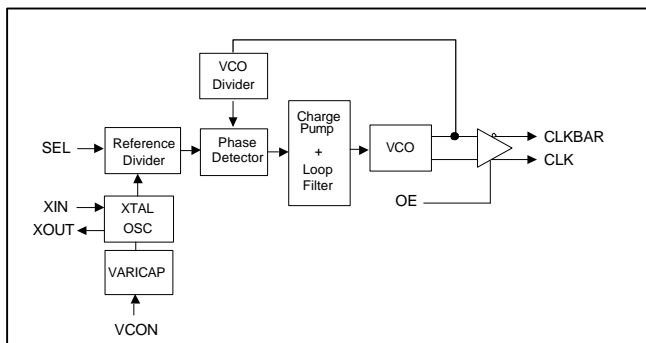 VCO
Divider
Charge
Pump
+
Loop
Filter
SEL
Reference
Divider
Phase
Detector
VCO
CLKBAR
CLK
XIN
XOUT
XTAL
OSC
OE
VARICAP
VCON